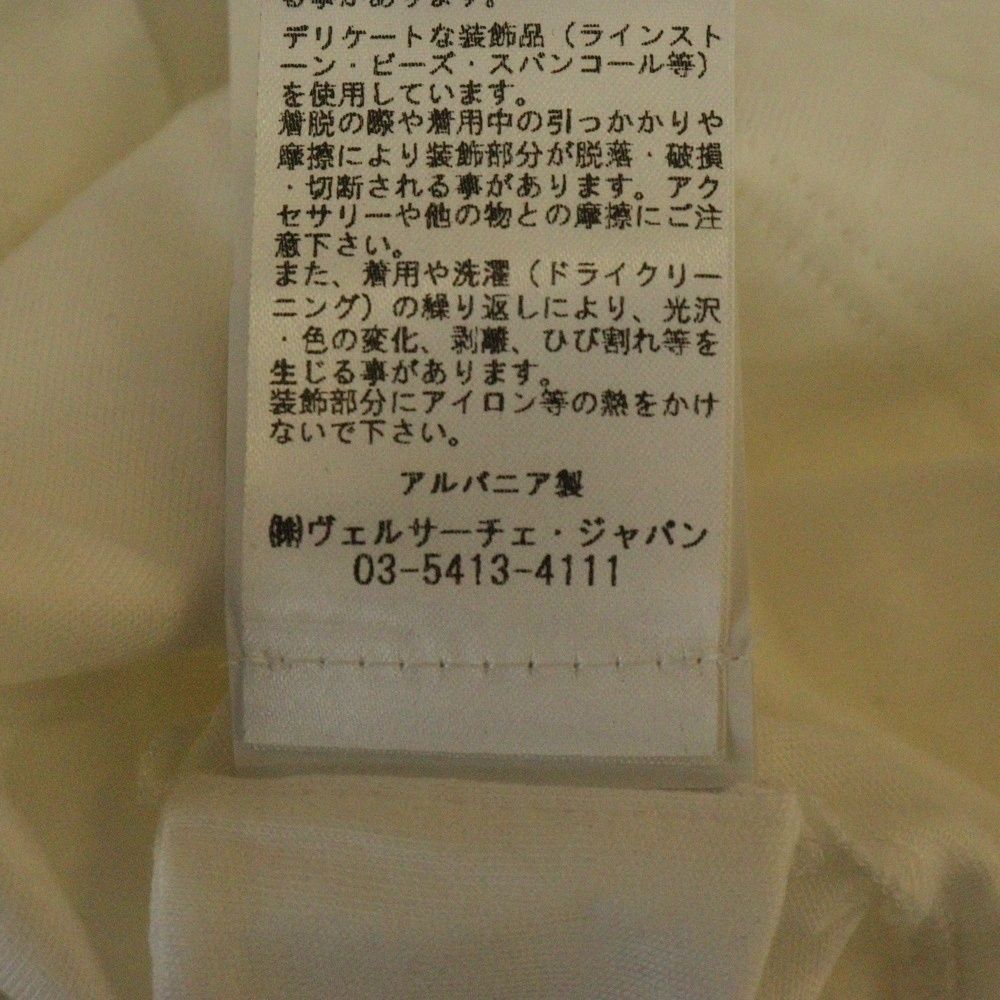 る事があります。
デリケートな装飾品（ラインスト
ーン・ビーズ・スパンコール等）
を使用しています。
着脱の際や着用中の引っかかりや
摩擦により装飾部分が脱落・破損
・切断される事があります。アク
セサリーや他の物との摩擦にご注
意下さい。
また、着用や洗濯（ドライクリー
ニング）の繰り返しにより、光沢
・色の変化、剥離、ひび割れ等を
生じる事があります。
装飾部分にアイロン等の熱をかけ
ないで下さい。
アルバニア製
㈱ヴェルサーチェ・ジャパン
03-5413-4111